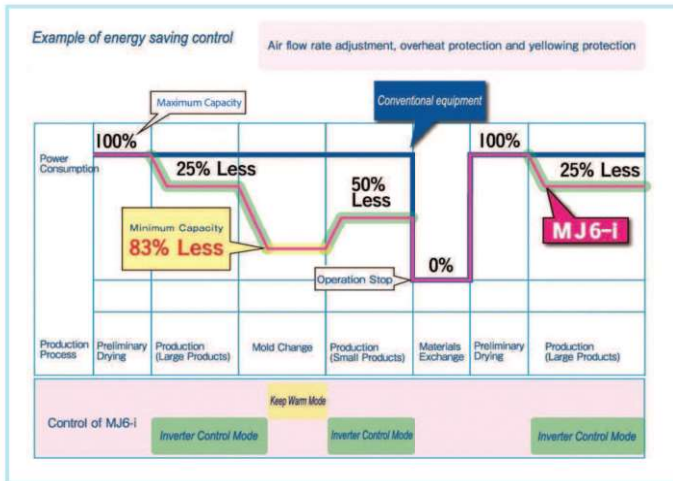 Example of energy saving control
Air flow rate adjustment, overheat protection and yellowing protection
Maximum Capacity
Conventional equipment
100%
100%
Power
Consumption
25% Less
50%
Less
25% Less
Minimum Capacity
83% Less
MJ6-i
Operation Stop
0%
Production
Process
Preliminary
Drying
Production
(Large Products)
Mold Change
Production
(Small Products)
Materials
Exchange
Preliminary
Drying
Production
(Large Products)
Keep Warm Mode
Control of MJ6-i
Inverter Control Mode
Inverter Control Mode
Inverter Control Mode